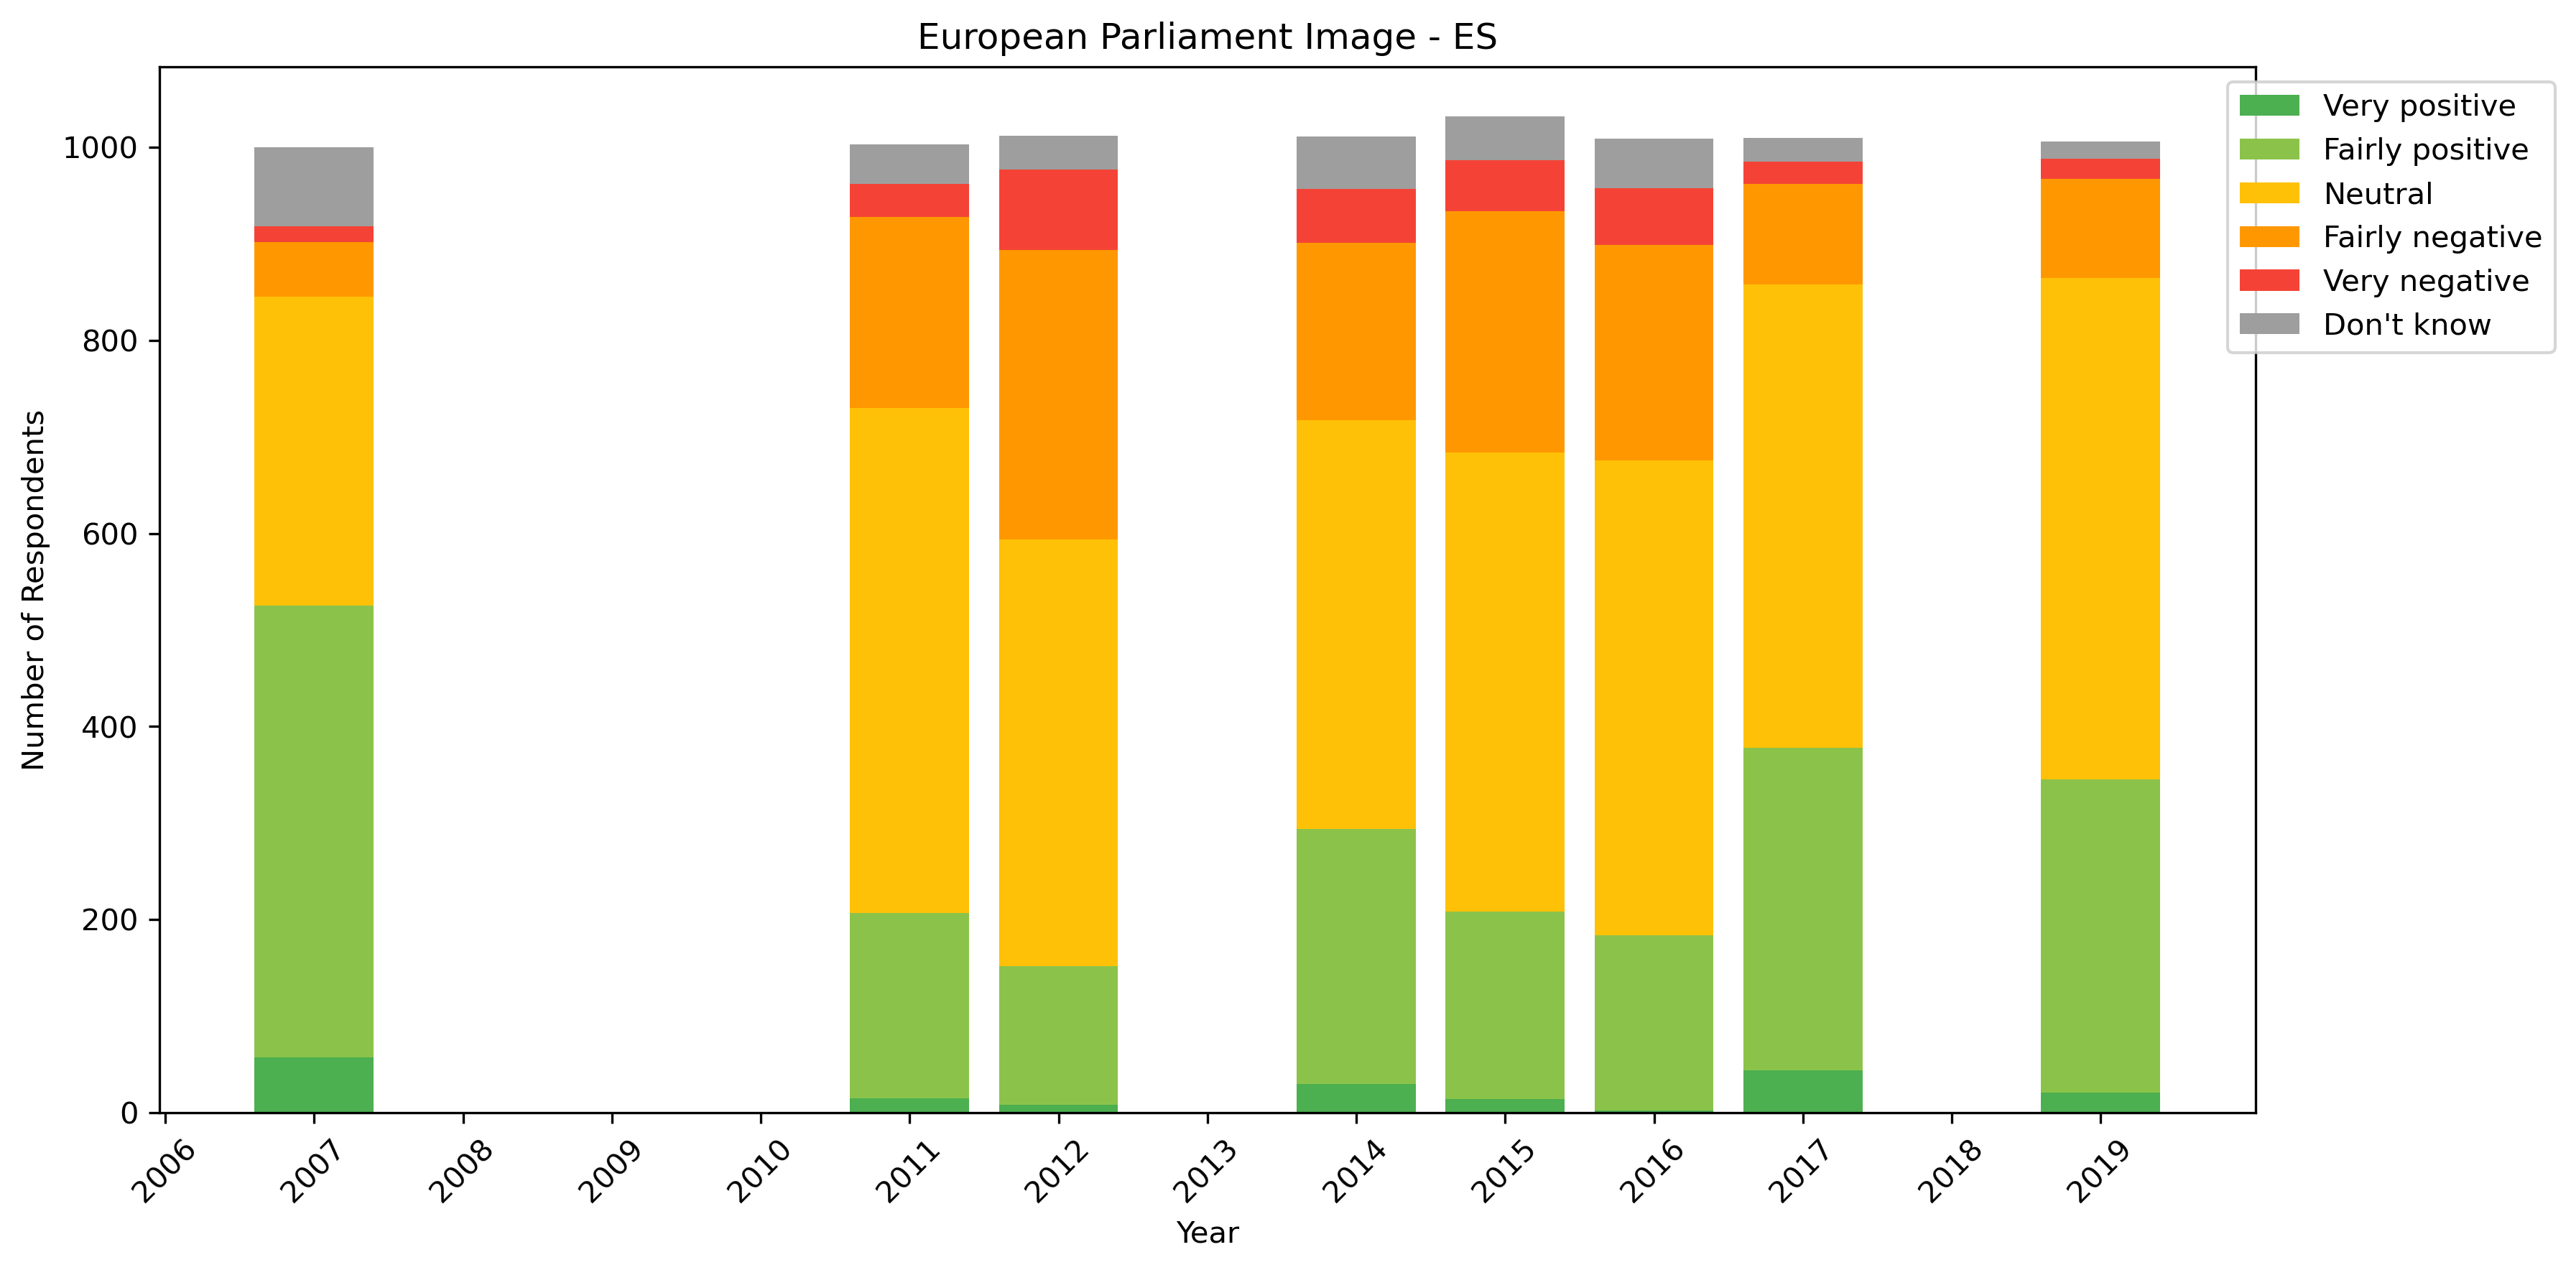 European Parliament Image - ES
Very positive
Fairly positive
Neutral
Fairly negative
Very negative
Don't know
Number of Respondents
1000
800
600
400
200
0
2006 2007 2008 2009 2010 2011 2012 2013 2014 2015 2016 2017 2018 2019
Year